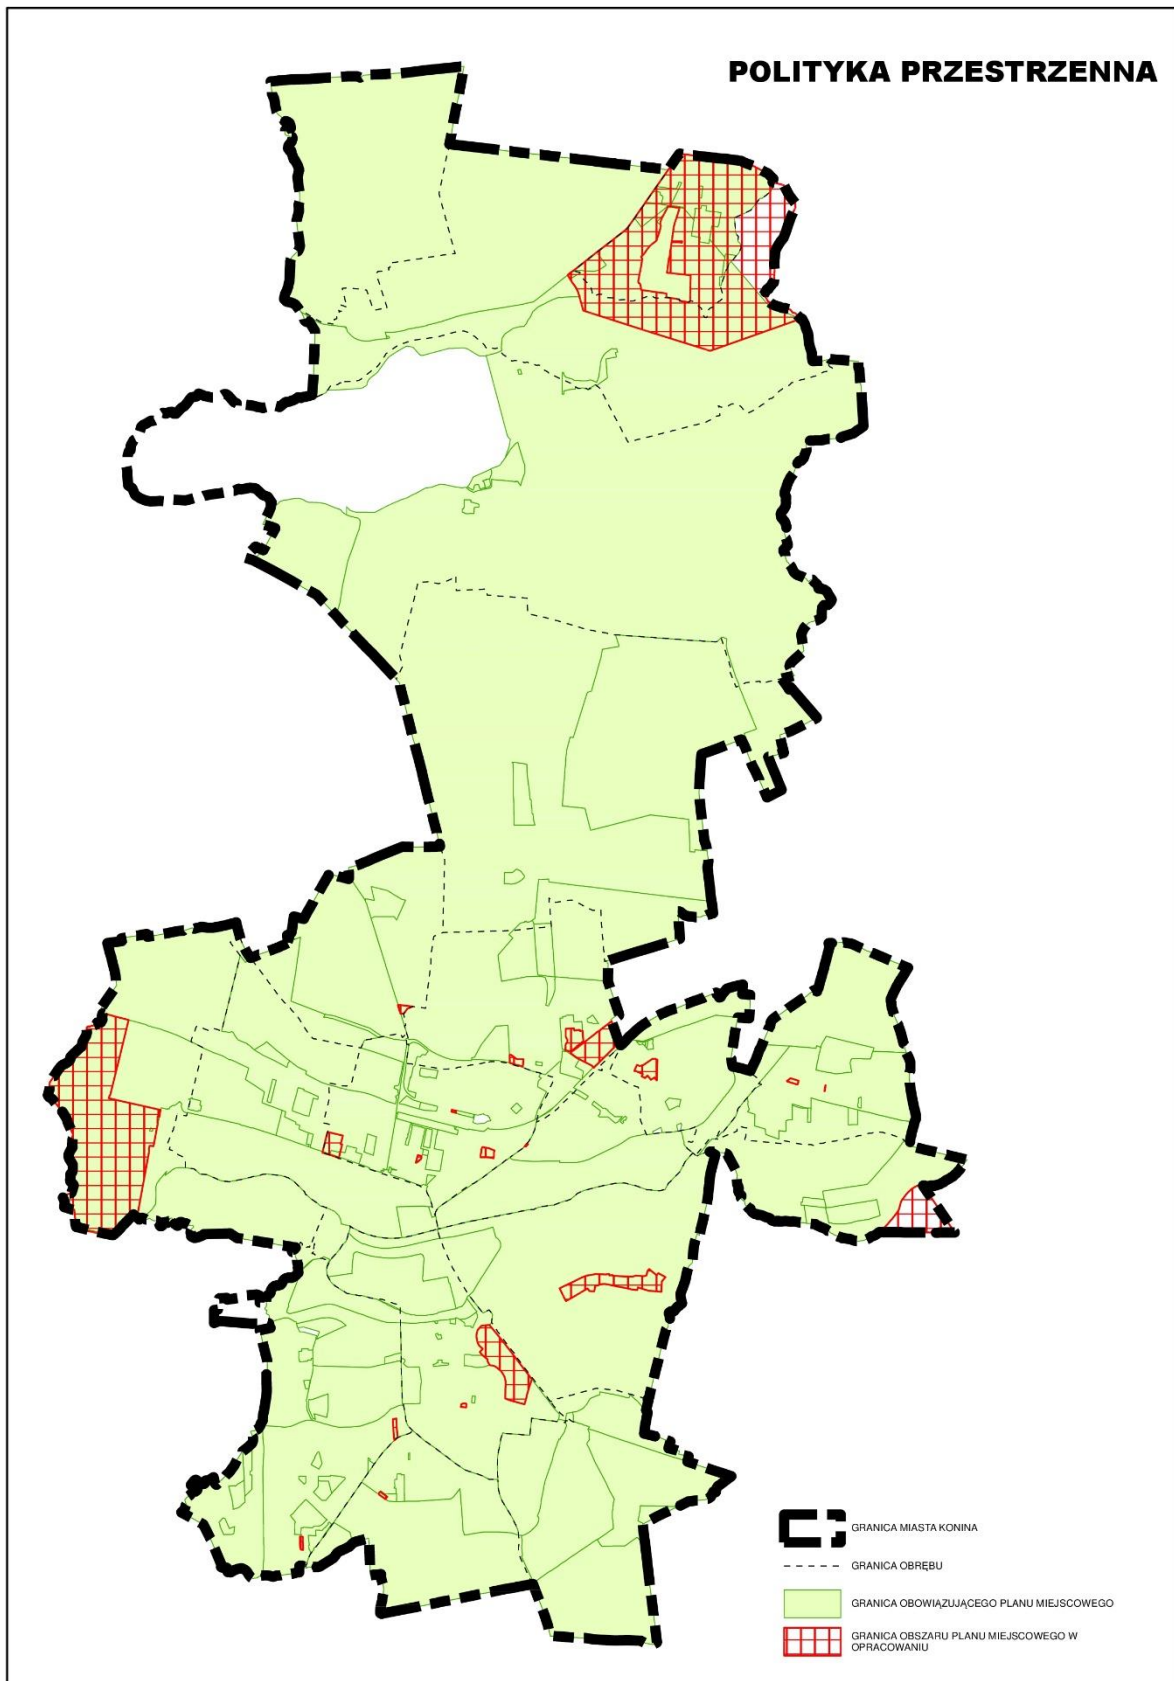 POLITYKA PRZESTRZENNA
GRANICA MIASTA KONINA
GRANICA OBRĘBU
GRANICA OBOWIĄZUJĄCEGO PLANU MIEJSCOWEGO
GRANICA OBSZARU PLANU MIEJSCOWEGO W
OPRACOWANIU